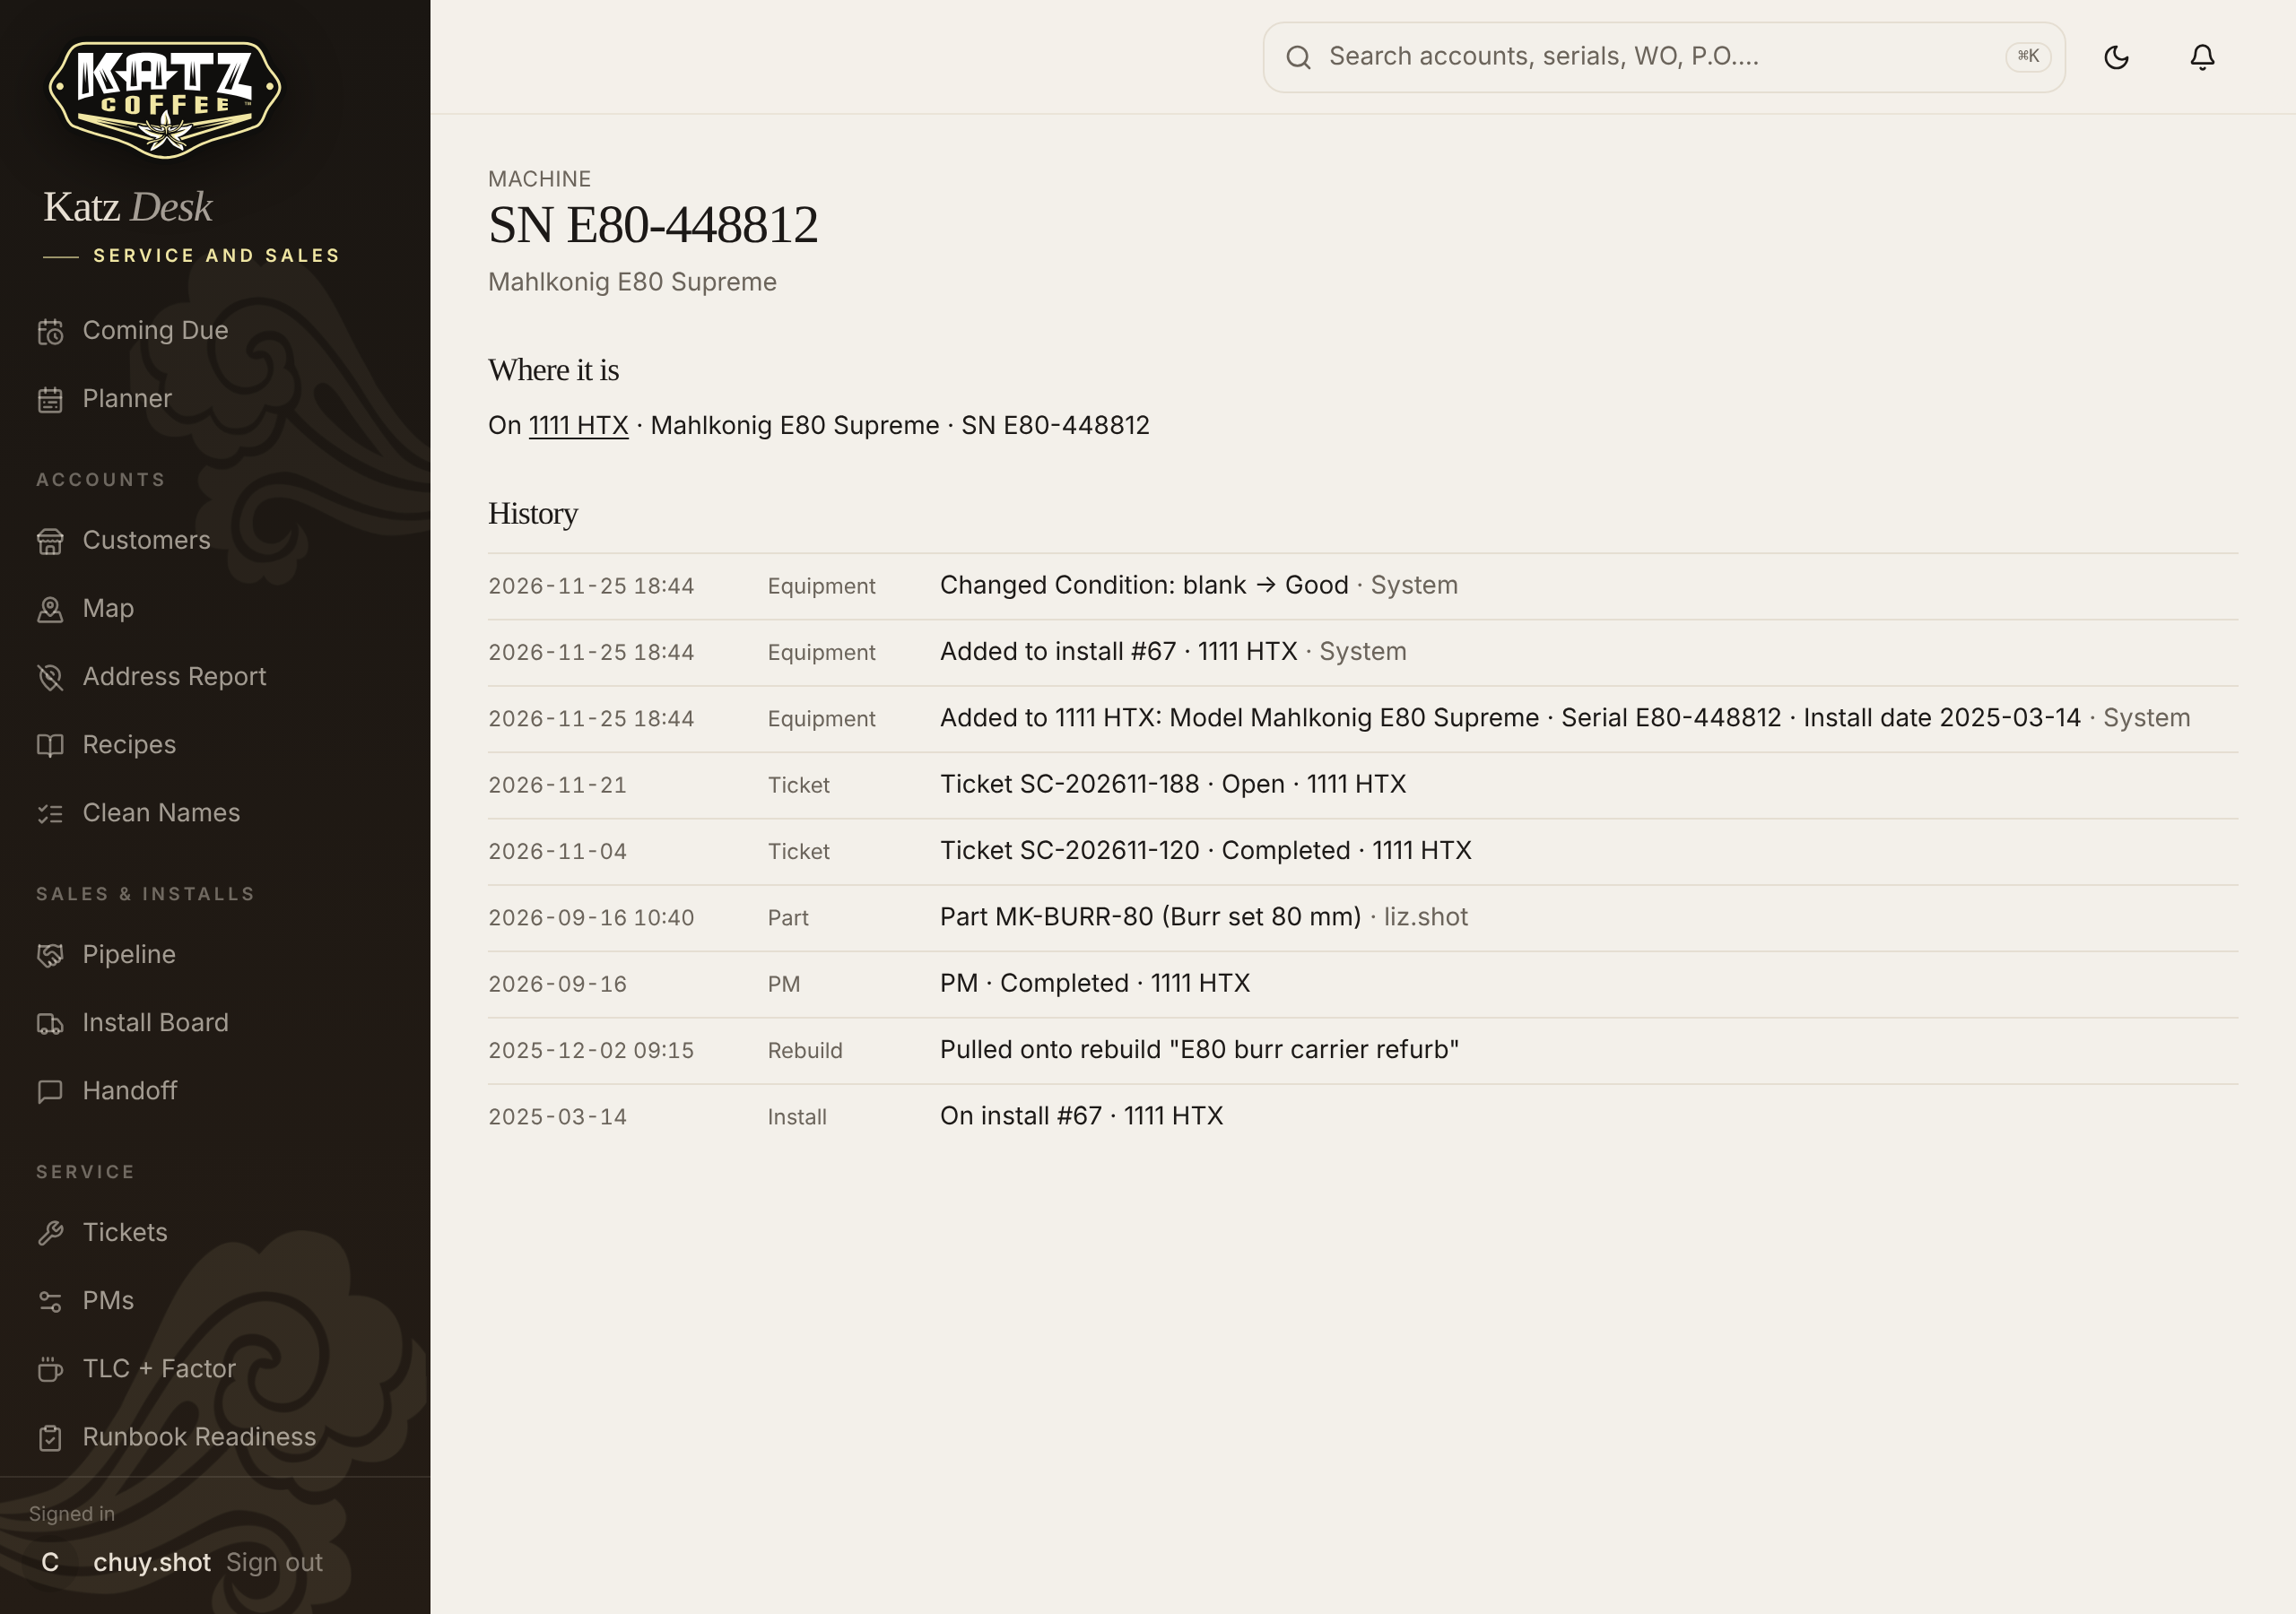 KATZ
COFFEE ™
Katz Desk
SERVICE AND SALES
Coming Due
Planner
ACCOUNTS
Customers
Map
Address Report
Recipes
Clean Names
SALES & INSTALLS
Pipeline
Install Board
Handoff
SERVICE
Tickets
PMs
TLC + Factor
Runbook Readiness
Signed in
C chuy.shot Sign out
Search accounts, serials, WO, P.O.... ⌘K
MACHINE
SN E80-448812
Mahlkonig E80 Supreme
Where it is
On 1111 HTX · Mahlkonig E80 Supreme · SN E80-448812
History
2026-11-25 18:44 Equipment Changed Condition: blank → Good · System
2026-11-25 18:44 Equipment Added to install #67 · 1111 HTX · System
2026-11-25 18:44 Equipment Added to 1111 HTX: Model Mahlkonig E80 Supreme · Serial E80-448812 · Install date 2025-03-14 · System
2026-11-21 Ticket Ticket SC-202611-188 · Open · 1111 HTX
2026-11-04 Ticket Ticket SC-202611-120 · Completed · 1111 HTX
2026-09-16 10:40 Part Part MK-BURR-80 (Burr set 80 mm) · liz.shot
2026-09-16 PM PM · Completed · 1111 HTX
2025-12-02 09:15 Rebuild Pulled onto rebuild "E80 burr carrier refurb"
2025-03-14 Install On install #67 · 1111 HTX